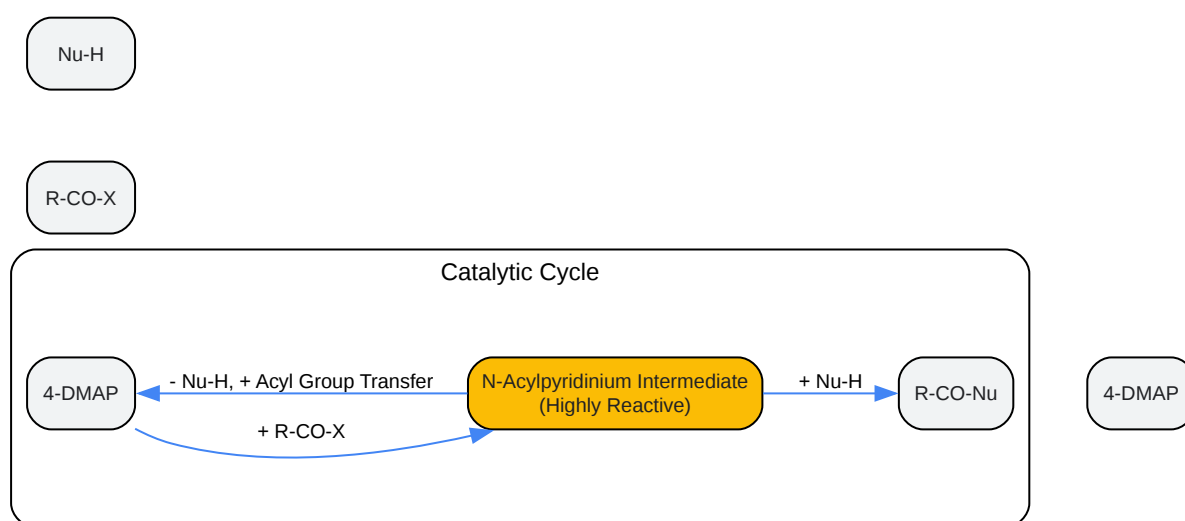 Nu-H
R-CO-X
Catalytic Cycle
4-DMAP
- Nu-H, + Acyl Group Transfer
N-Acylpyridinium Intermediate
(Highly Reactive)
+ Nu-H
R-CO-Nu
4-DMAP
+ R-CO-X